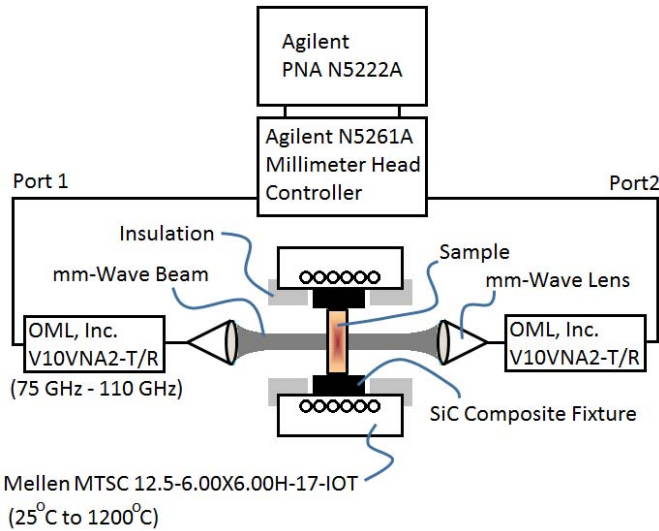 Agilent
PNA N5222A
Agilent N5261A
Millimeter Head
Controller
Port 1
Port2
Insulation
mm-Wave Beam
Sample
mm-Wave Lens
OML, Inc.
V10VNA2-T/R
(75 GHz - 110 GHz)
OML, Inc.
V10VNA2-T/R
SiC Composite Fixture
Mellen MTSC 12.5-6.00X6.00H-17-IOT
(25°C to 1200°C)